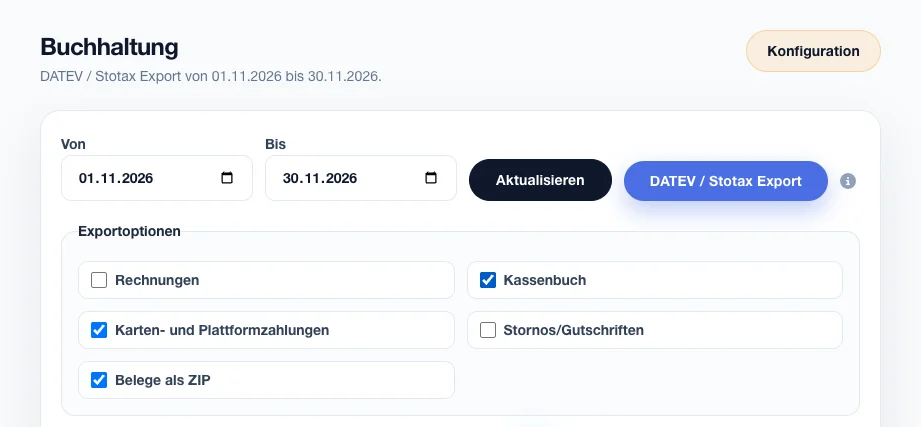 Buchhaltung
DATEV / Stotax Export von 01.11.2026 bis 30.11.2026.
Konfiguration
Von
Bis
01.11.2026
30.11.2026
Aktualisieren
DATEV / Stotax Export
Exportoptionen
Rechnungen
Kassenbuch
Karten- und Plattformzahlungen
Stornos/Gutschriften
Belege als ZIP